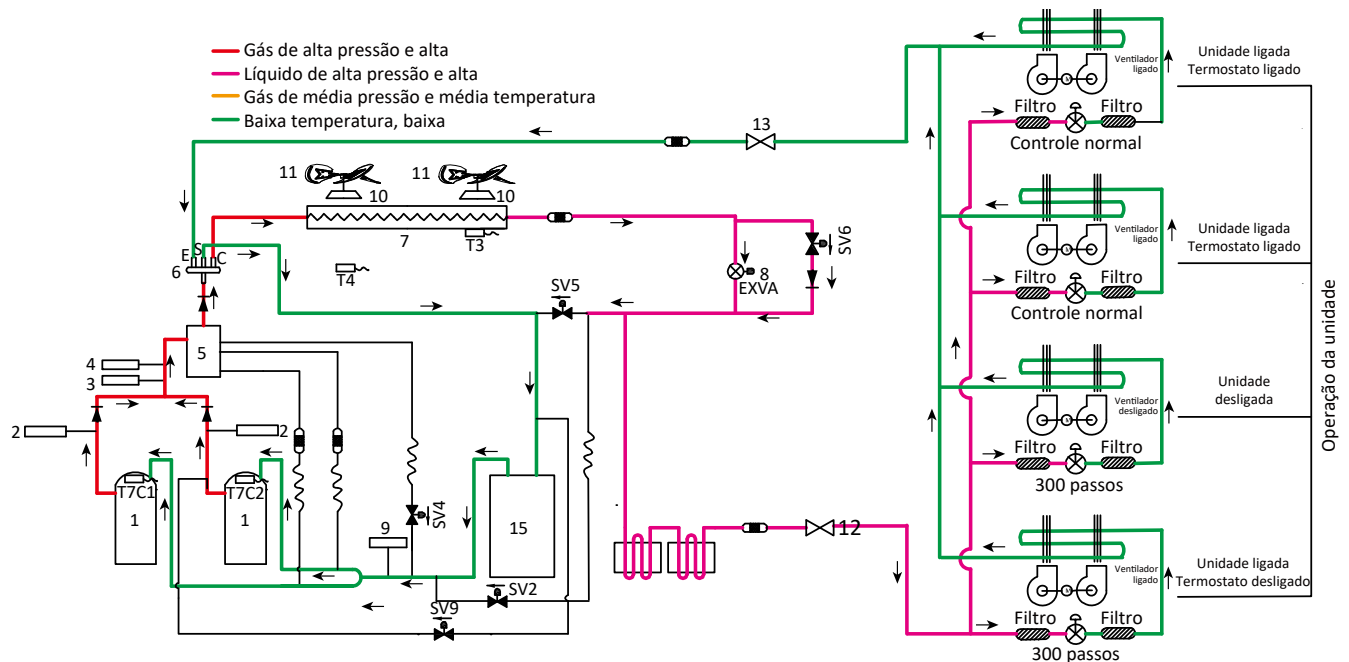 Gás de alta pressão e alta
Líquido de alta pressão e alta
Gás de média pressão e média temperatura
Baixa temperatura, baixa
13
11
10
11
10
7
T3
T4
E
S
C
6
8
EXVA
SV6
SV5
5
4
3
2
2
T7C1
1
T7C2
1
9
SV4
15
SV2
SV9
12
Ventilador
ligado
Filtro
Filtro
Controle normal
Unidade ligada
Termostato ligado
Ventilador
ligado
Filtro
Filtro
Controle normal
Unidade ligada
Termostato ligado
Ventilador
desligado
Filtro
Filtro
300 passos
Unidade
desligada
Ventilador
ligado
Filtro
Filtro
300 passos
Unidade ligada
Termostato desligado
Operação da unidade